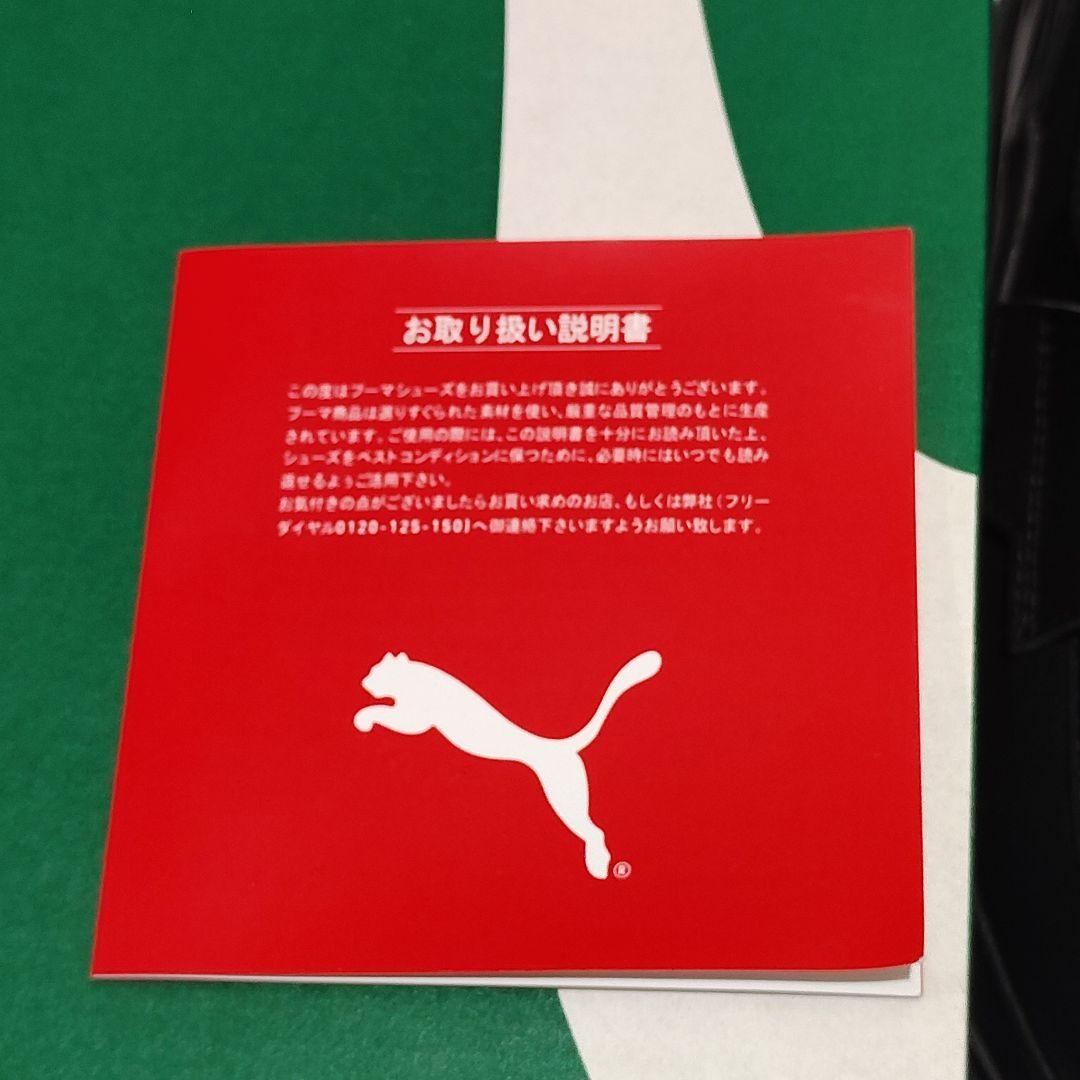 お取り扱い説明書
この度はプーマシューズをお買い上げ頂き誠にありがとうございます。
プーマ商品は選りすぐられた素材を使い、厳重な品質管理のもとに生産
されています。ご使用の際には、この説明書を十分にお読み頂いた上、
シューズをベストコンディションに保つために、必要時にはいつでも読み
返せるようご活用下さい。
お気付きの点がございましたらお買い求めのお店、もしくは弊社(フリー
ダイヤル0120-125-150)へ御連絡下さいますようお願い致します。
®